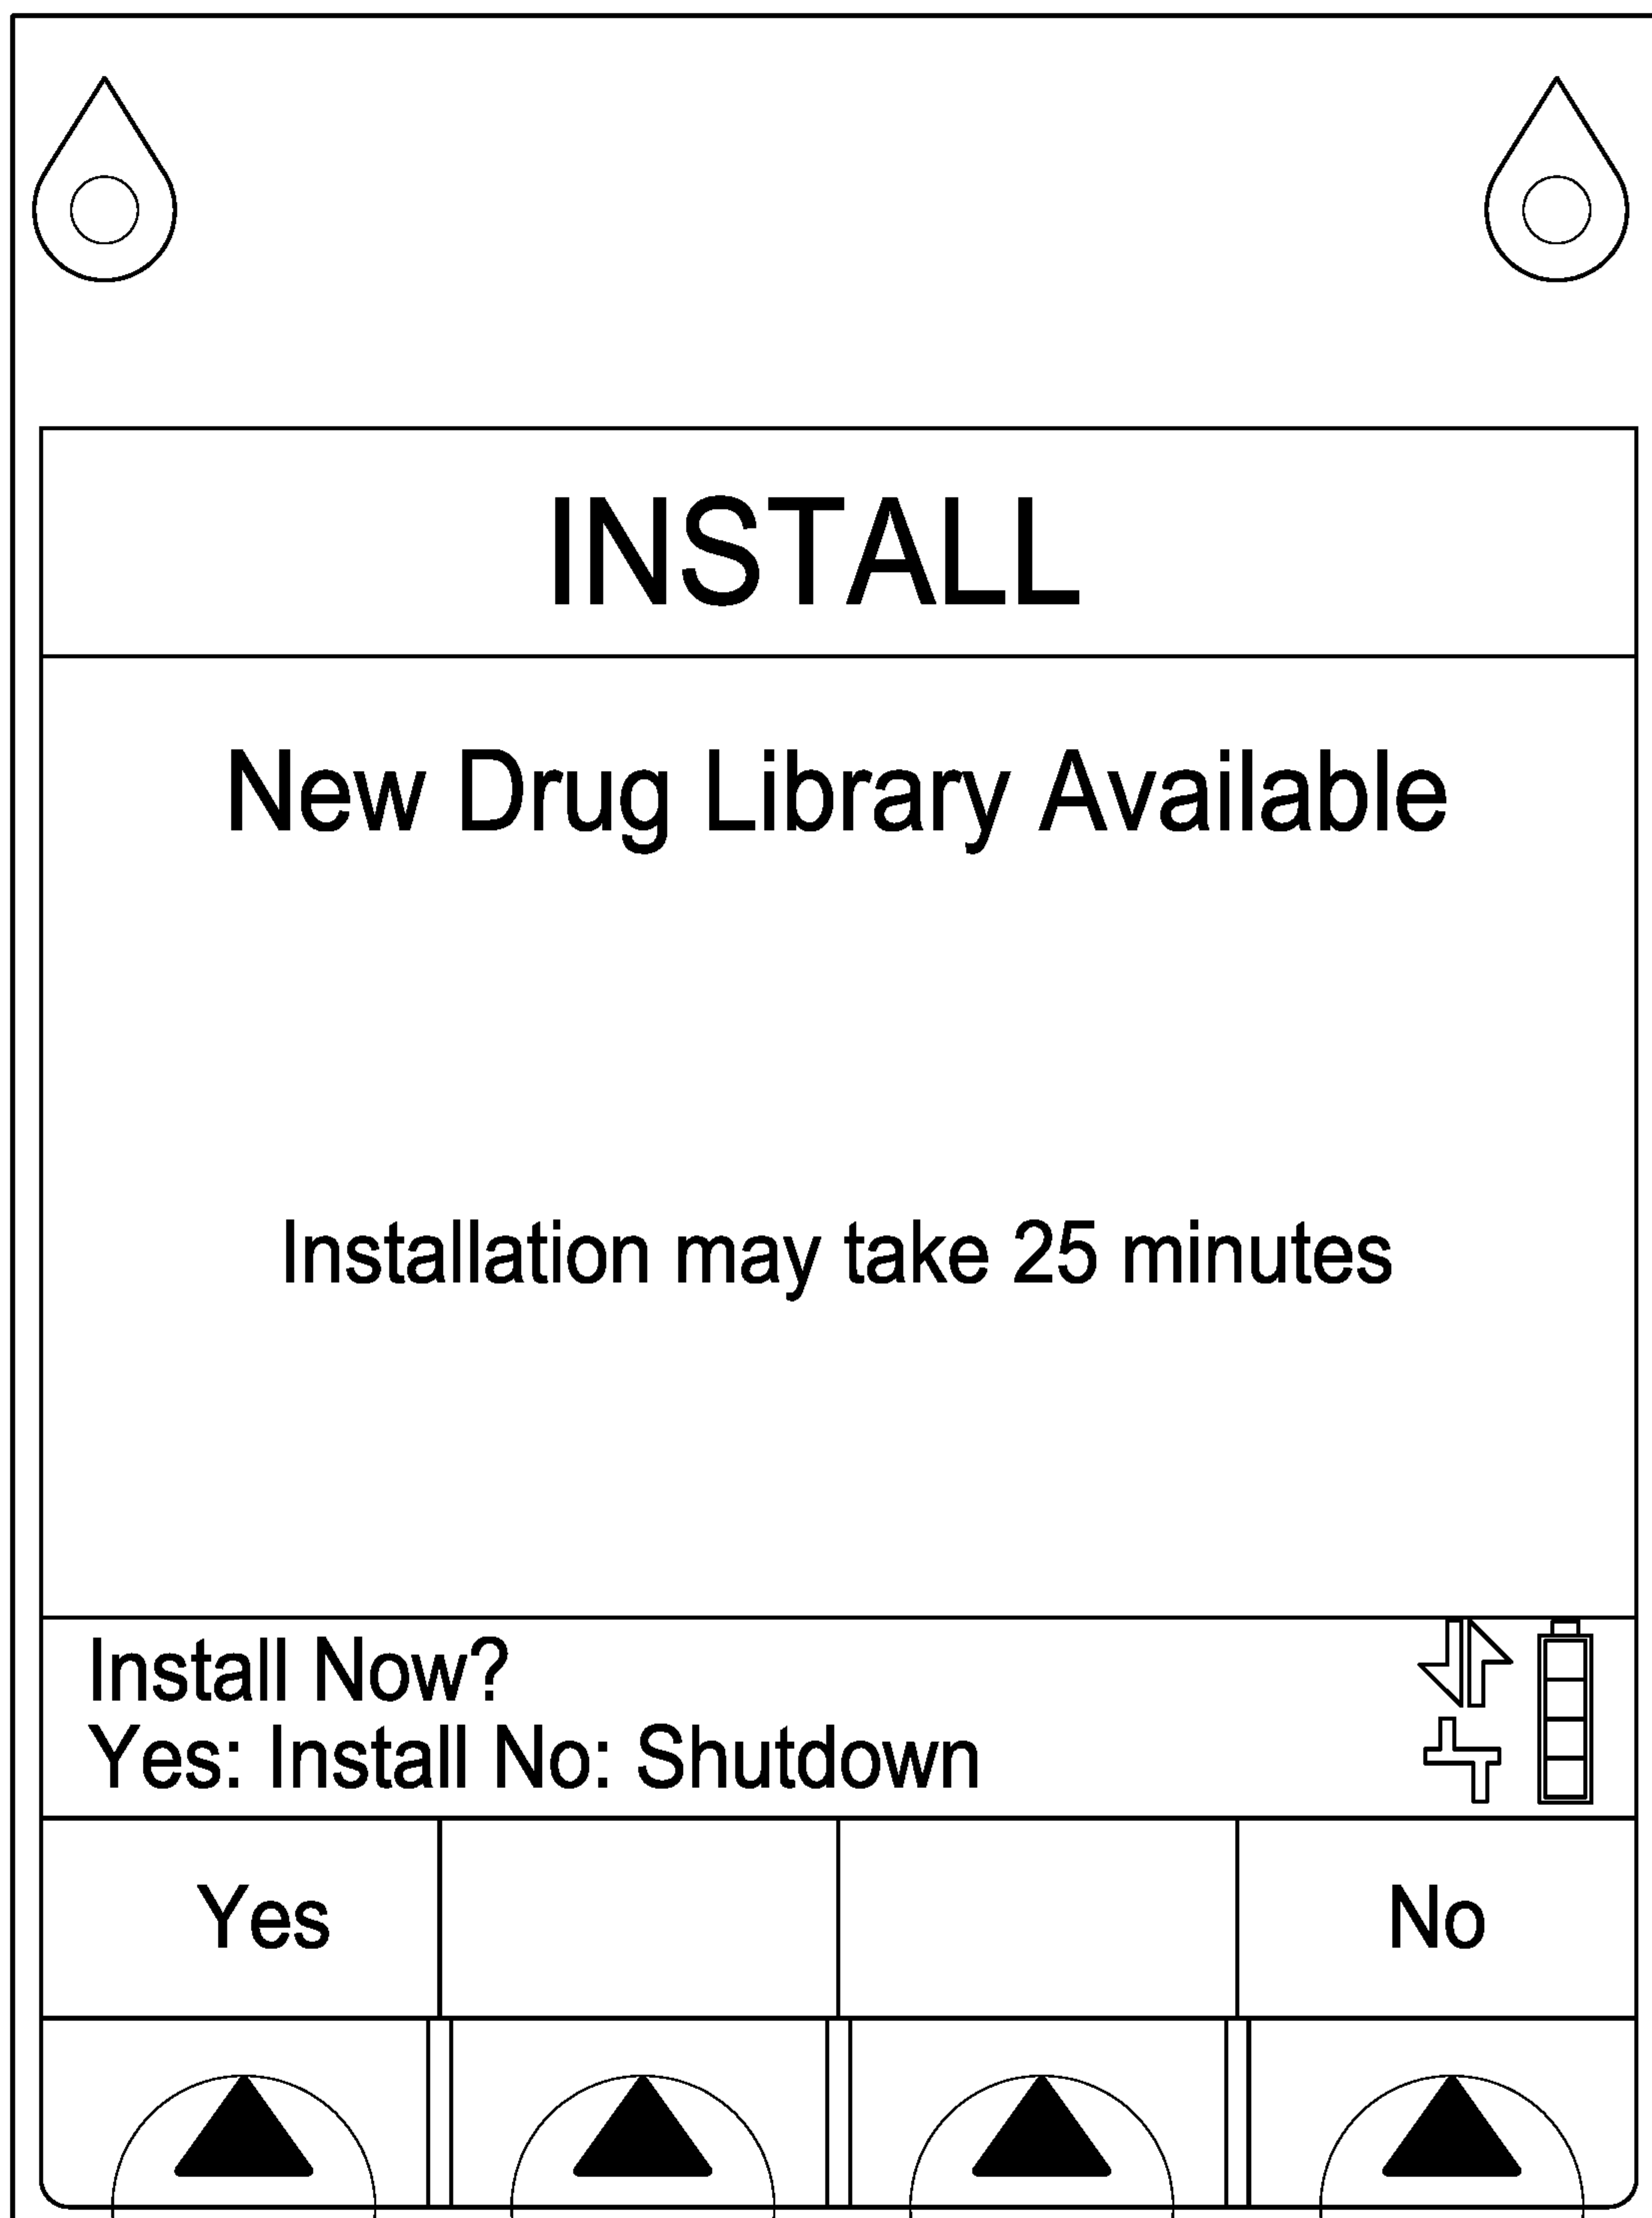 INSTALL
New Drug Library Available
Installation may take 25 minutes
Install Now?
Yes: Install No: Shutdown
Yes
No